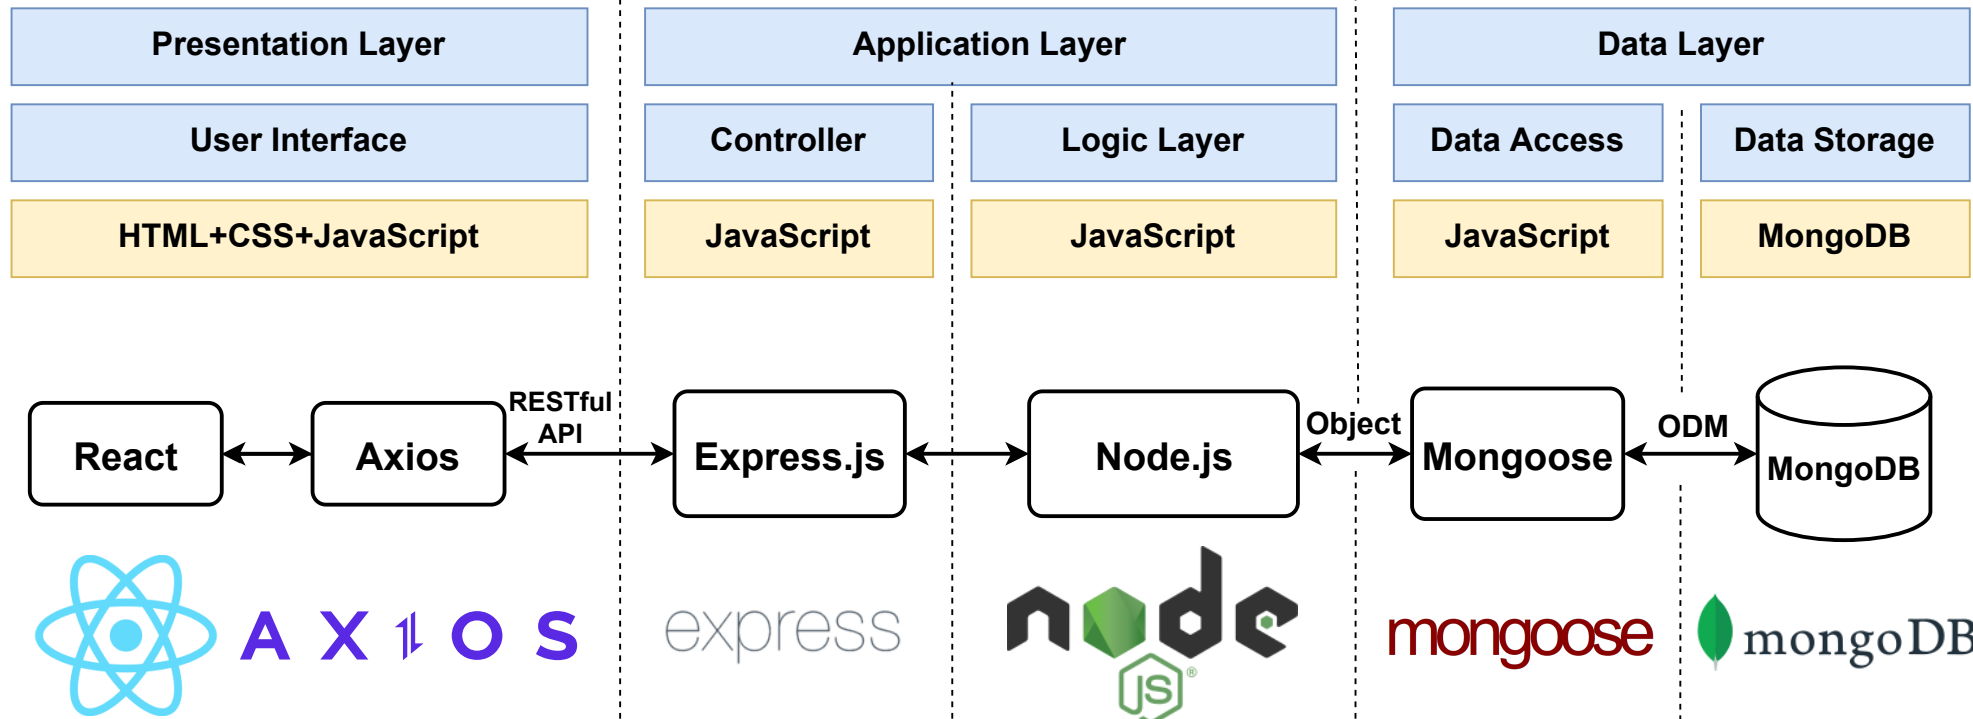 Presentation Layer
Application Layer
Data Layer
User Interface
Controller
Logic Layer
Data Access
Data Storage
HTML+CSS+JavaScript
JavaScript
JavaScript
JavaScript
MongoDB
RESTful
API
Object
ODM
React
Axios
Express.js
Node.js
Mongoose
MongoDB
AXIOS
express
node
JS®
mongoose
mongoDB